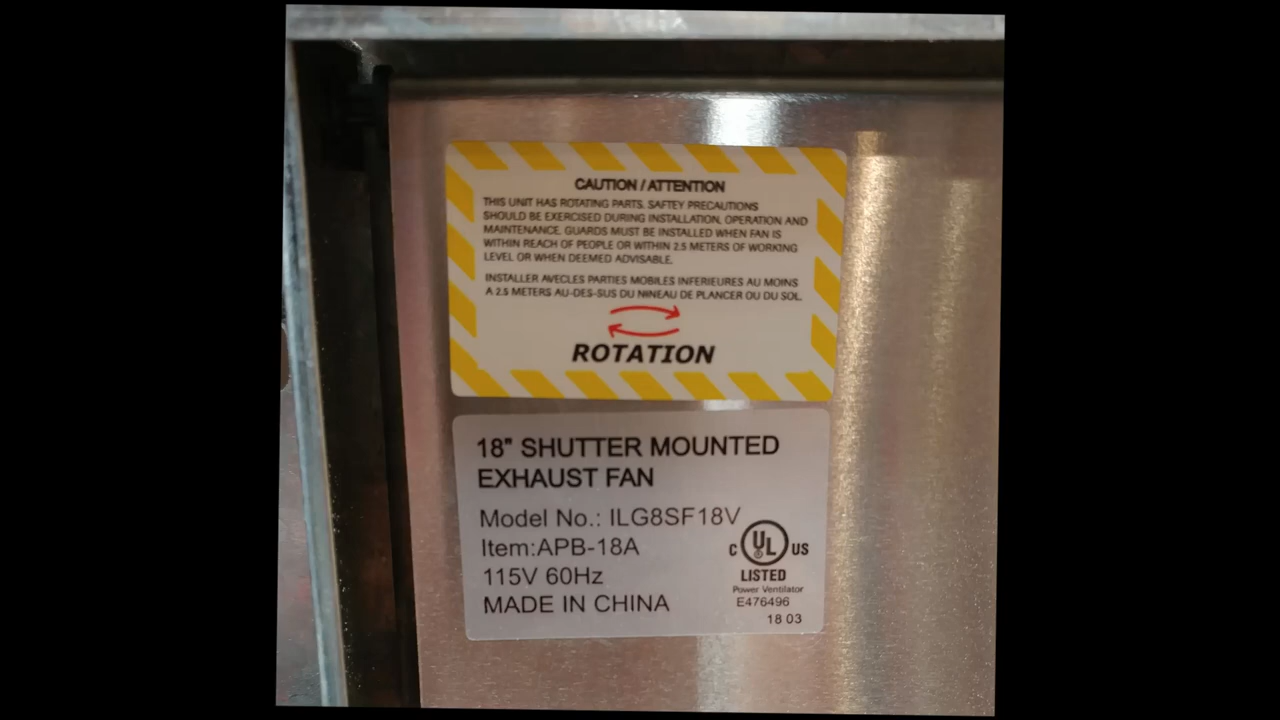 CAUTION / ATTENTION
THIS UNIT HAS ROTATING PARTS. SAFTEY PRECAUTIONS
SHOULD BE EXERCISED DURING INSTALLATION, OPERATION AND
MAINTENANCE. GUARDS MUST BE INSTALLED WHEN FAN IS
WITHIN REACH OF PEOPLE OR WITHIN 2.5 METERS OF WORKING
LEVEL OR WHEN DEEMED ADVISABLE.
INSTALLER AVECLES PARTIES MOBILES INFERIEURES AU MOINS
A 2.5 METERS AU-DES-SUS DU NINEAU DE PLANCER OU DU SOL.
ROTATION
18" SHUTTER MOUNTED
EXHAUST FAN
Model No.: ILG8SF18V
Item:APB-18A
115V 60Hz
MADE IN CHINA
C UL US
®
LISTED
Power Ventilator
E476496
18 03